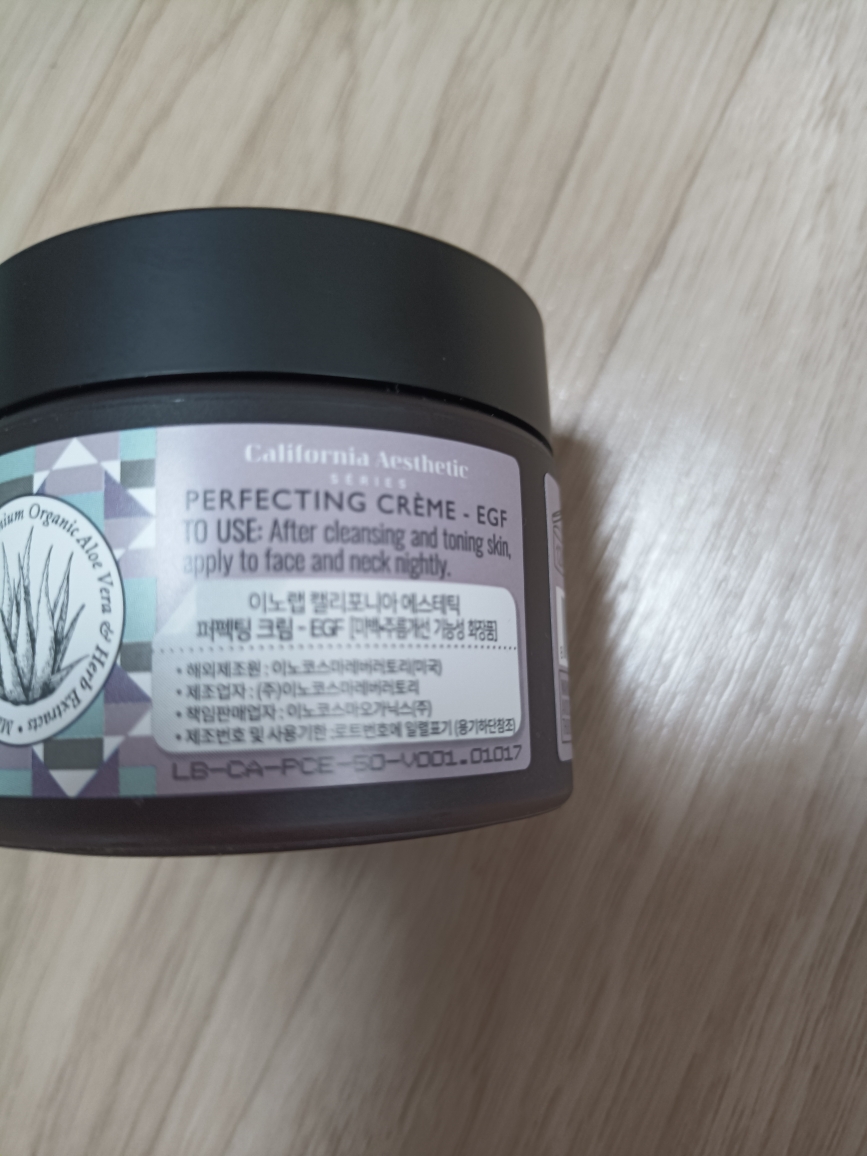 California Aesthetic
SERIES
PERFECTING CRÈME - EGF
TO USE: After cleansing and toning skin,
apply to face and neck nightly.
이노랩 캘리포니아 에스테틱
퍼펙팅 크림 - EGF [미백•주름개선 기능성 화장품]
• 해외제조원 : 이노코스마레버러토리(미국)
• 제조업자 : (주)이노코스마레버러토리
• 책임판매업자 : 이노코스마오가닉스(주)
• 제조번호 및 사용기한 :로트번호에 일렬표기 (용기하단참조)
LB-CA-PCE-50-V001.01017
Organic Aloe Vera & Herb Extracts •